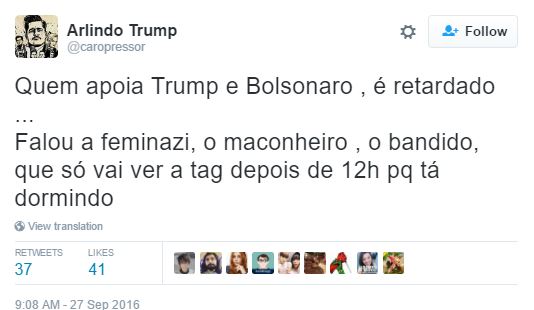 Arlindo Trump
@caropressor
Follow
Quem apoia Trump e Bolsonaro , é retardado
...
Falou a feminazi, o maconheiro , o bandido,
que só vai ver a tag depois de 12h pq tá
dormindo
View translation
RETWEETS LIKES
37 41
9:08 AM - 27 Sep 2016